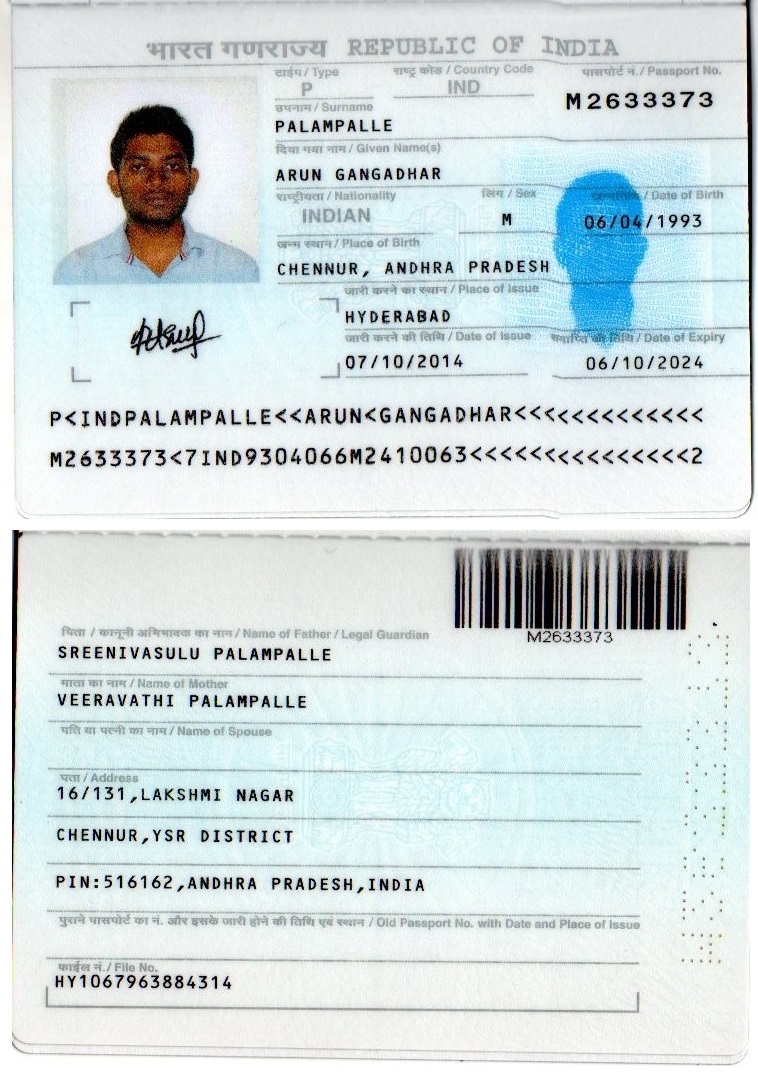 भारत गणराज्य REPUBLIC OF INDIA
टाईप / Type राष्ट्र कोड / Country Code पासपोर्ट नं. / Passport No.
P IND M2633373
उपनाम / Surname
PALAMPALLE
दिया गया नाम / Given Name(s)
ARUN GANGADHAR
राष्ट्रीयता / Nationality लिंग / Sex जन्मतिथि / Date of Birth
INDIAN M 06/04/1993
जन्म स्थान / Place of Birth
CHENNUR, ANDHRA PRADESH
जारी करने का स्थान / Place of Issue
HYDERABAD
जारी करने की तिथि / Date of Issue समाप्ति की तिथि / Date of Expiry
07/10/2014 06/10/2024
P<INDPALAMPALLE<<ARUN<GANGADHAR<<<<<<<<<<<<<
M2633373<7IND9304066M2410063<<<<<<<<<<<<<<<2
M2633373
पिता / कानूनी अभिभावक का नाम / Name of Father / Legal Guardian
SREENIVASULU PALAMPALLE
माता का नाम / Name of Mother
VEERAVATHI PALAMPALLE
पति या पत्नी का नाम / Name of Spouse
पता / Address
16/131,LAKSHMI NAGAR
CHENNUR,YSR DISTRICT
PIN:516162,ANDHRA PRADESH,INDIA
पुराने पासपोर्ट का नं. और इसके जारी होने की तिथि एवं स्थान / Old Passport No. with Date and Place of Issue
फाईल नं. / File No.
HY1067963884314